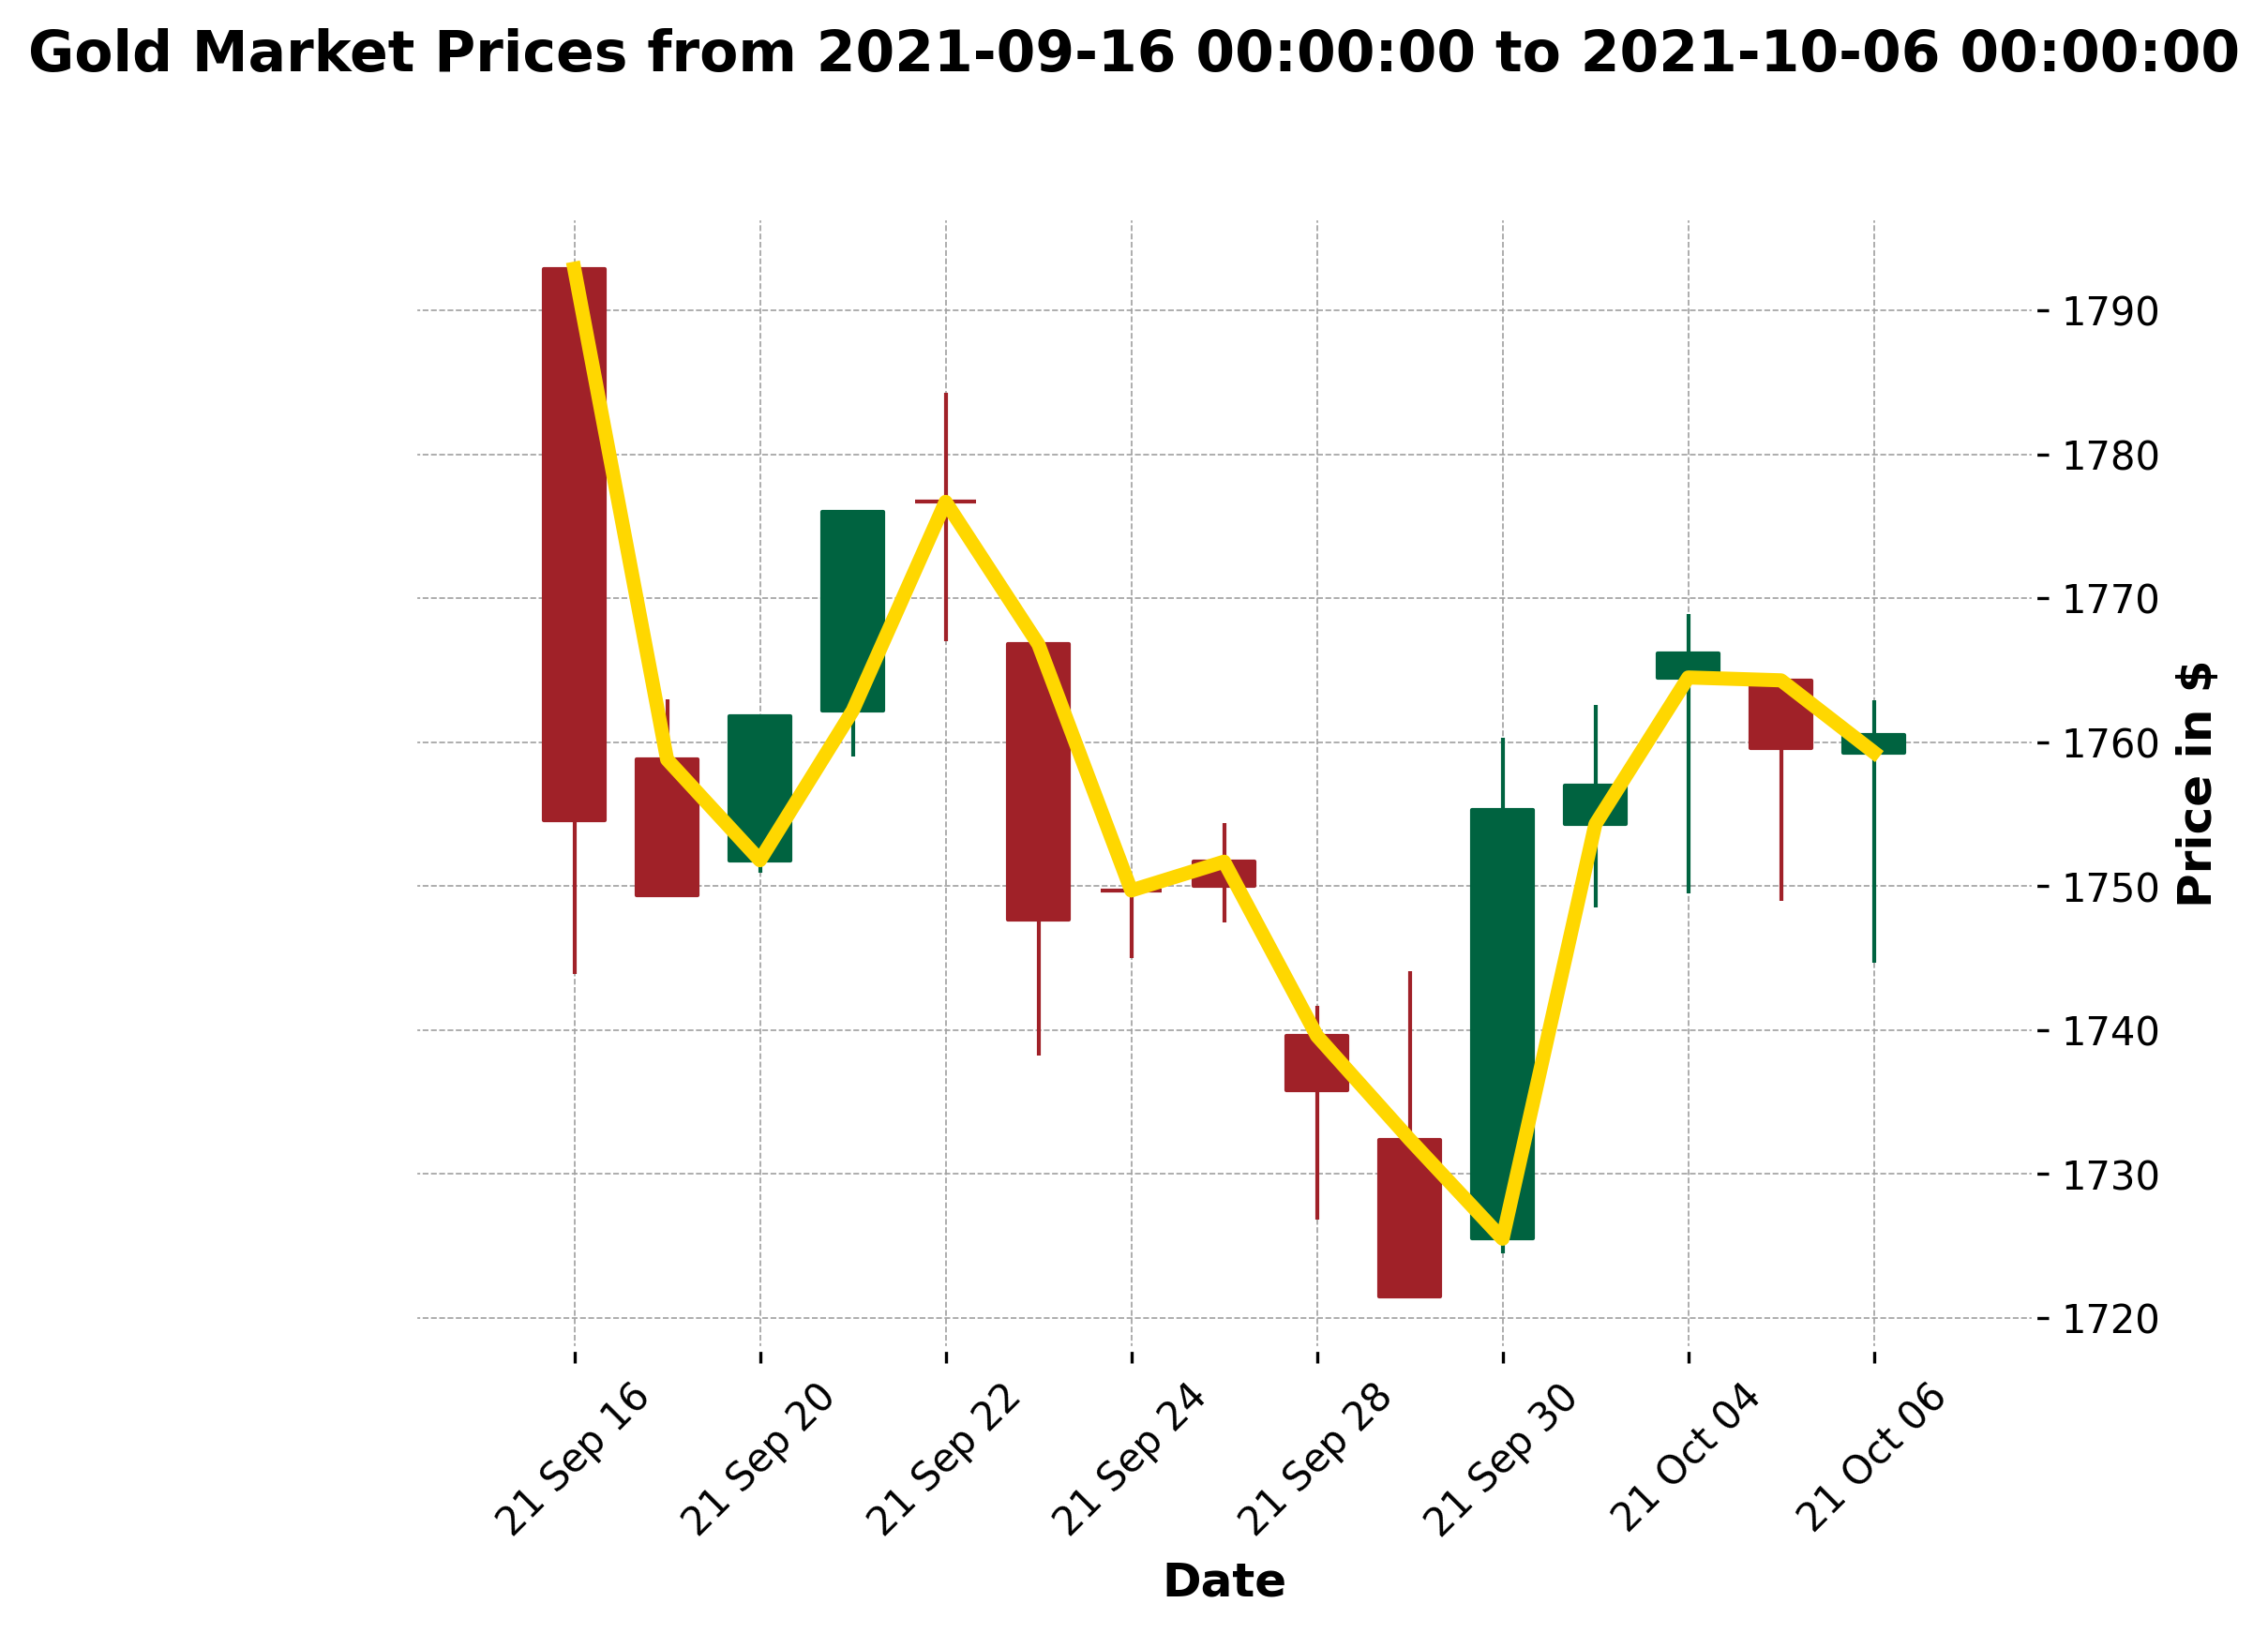 Gold Market Prices from 2021-09-16 00:00:00 to 2021-10-06 00:00:00
1790
1780
1770
1760
1750
1740
1730
1720
Price in $
21 Sep 16
21 Sep 20
21 Sep 22
21 Sep 24
21 Sep 28
21 Sep 30
21 Oct 04
21 Oct 06
Date